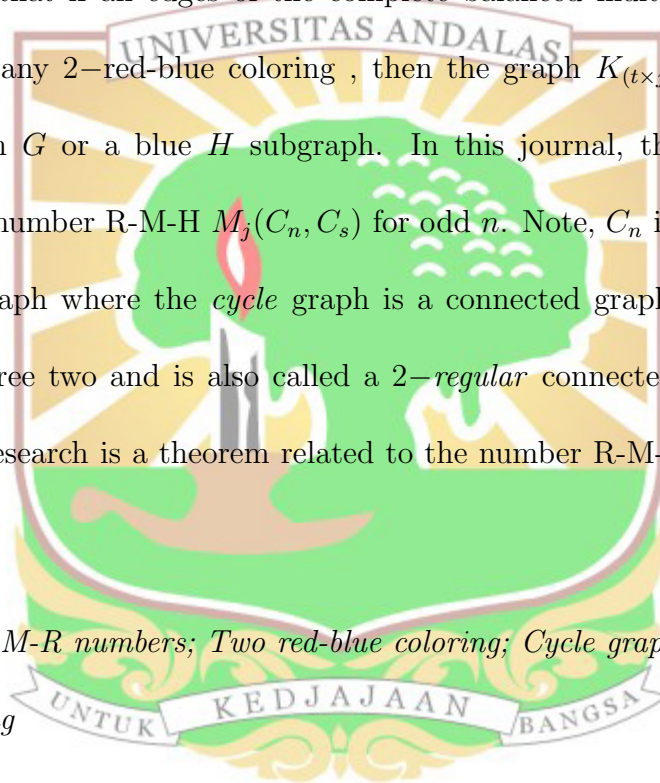 UNIVERSITAS ANDALAS
any 2−red-blue coloring , then the graph K(t×
G or a blue H subgraph. In this journal, th
number R-M-H Mj(Cn, Cs) for odd n. Note, Cn i
aph where the cycle graph is a connected graph
ree two and is also called a 2−regular connecte
esearch is a theorem related to the number R-M-
M-R numbers; Two red-blue coloring; Cycle grap
g
UNTUK KEDJAJAAN BANGSA